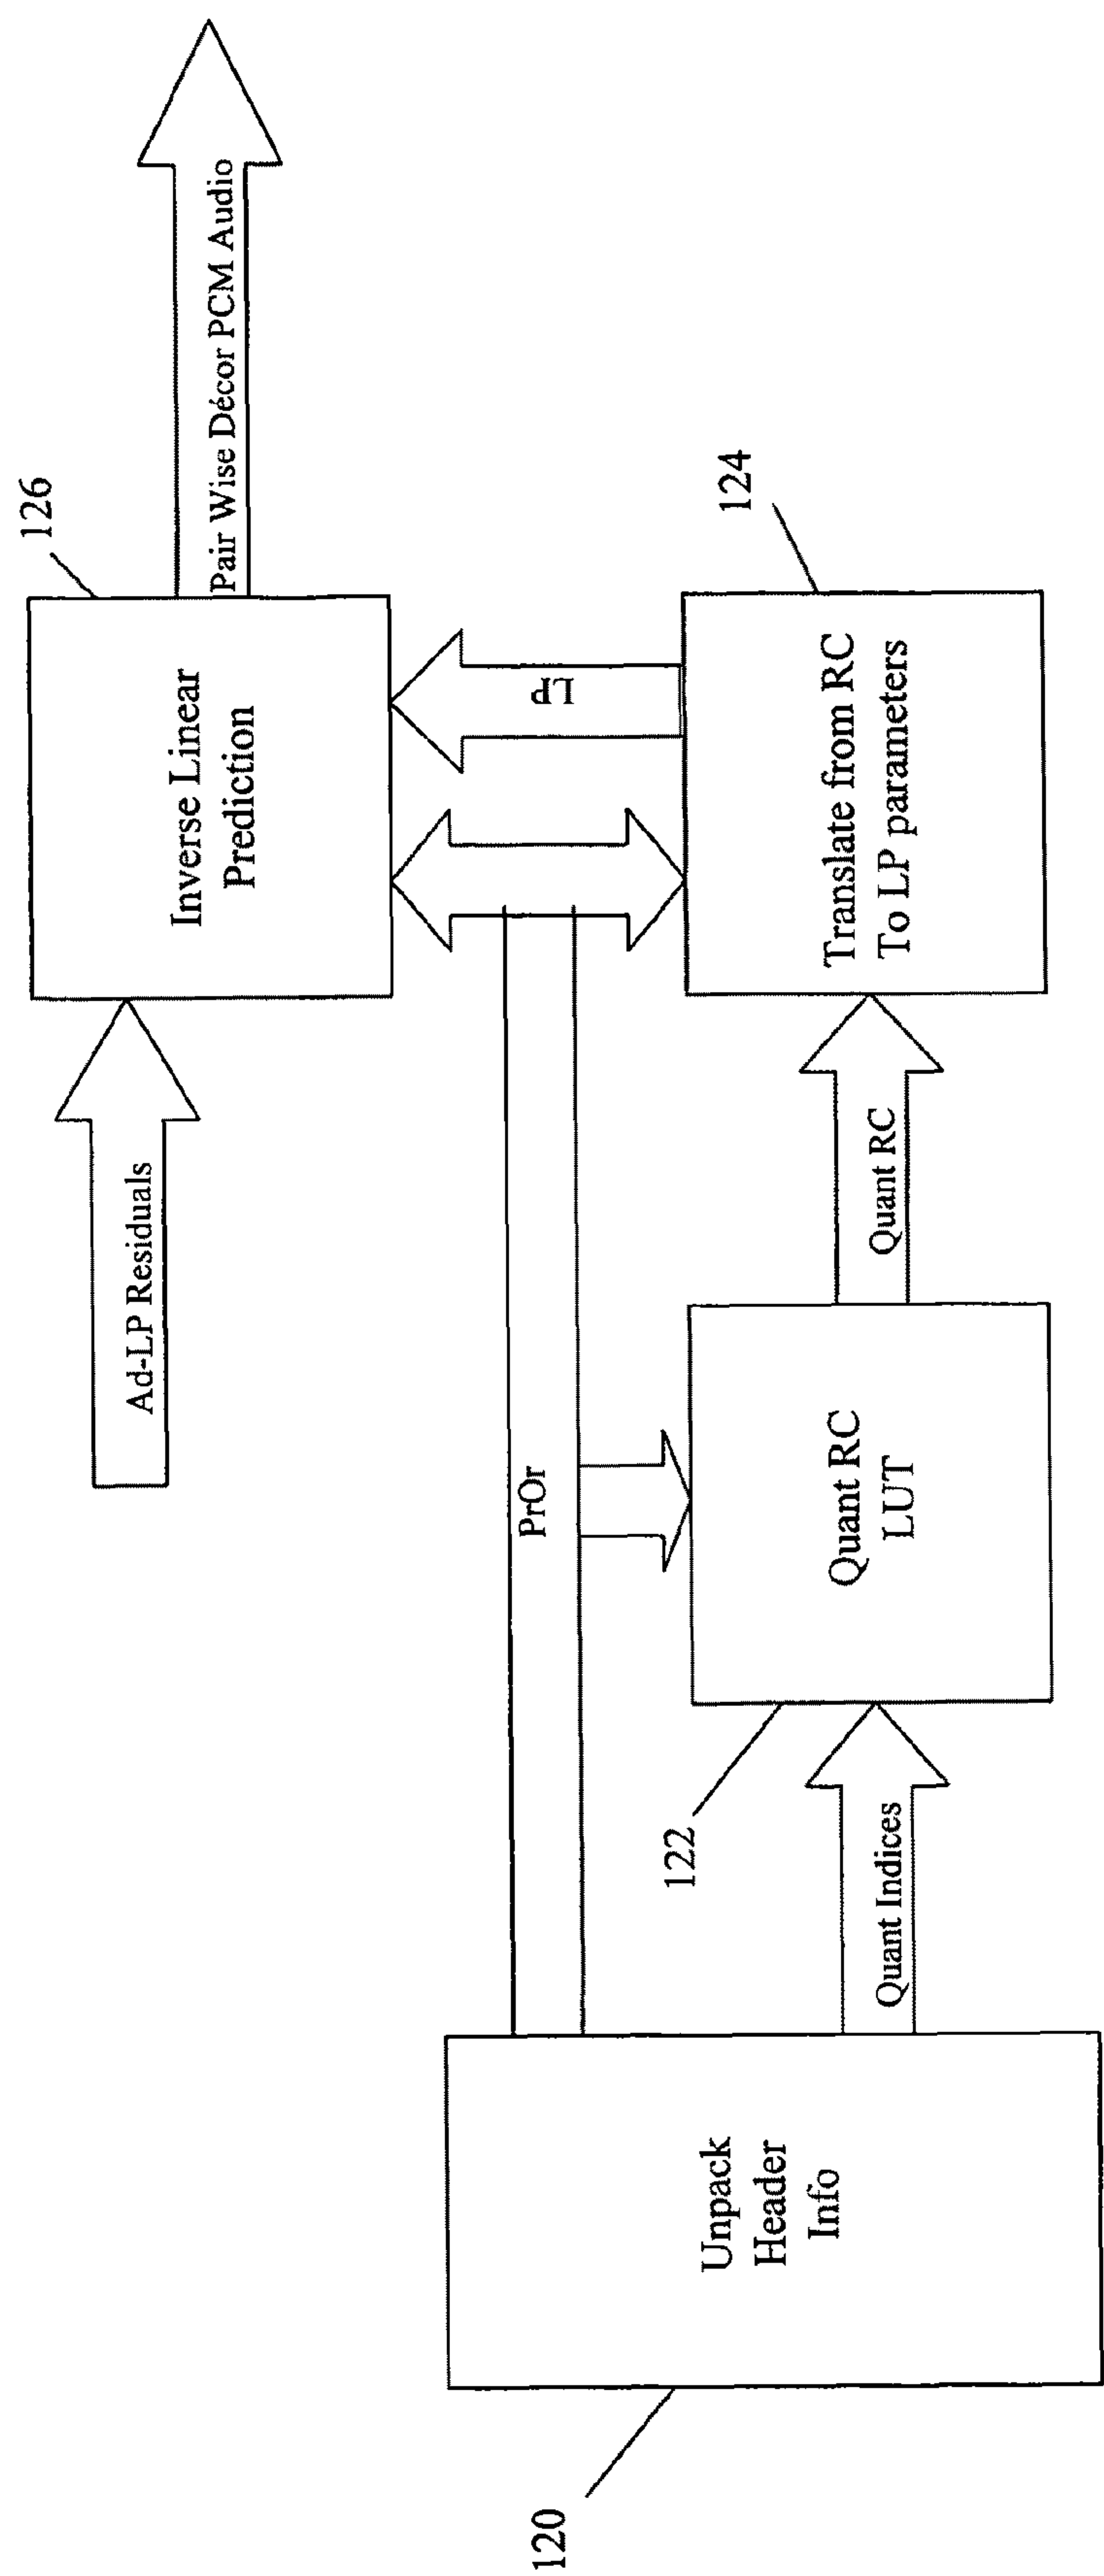 126
Inverse Linear
Prediction
Ad-LP Residuals
Pair Wise Décor PCM Audio
LP
PrOr
124
Translate from RC
To LP parameters
Quant RC
Quant RC
LUT
122
Quant Indices
Unpack
Header
Info
120